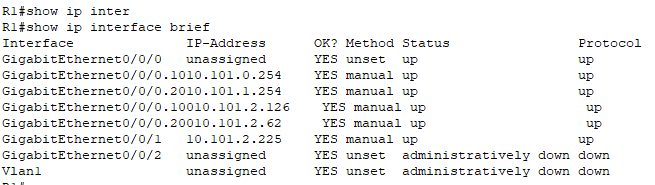 R1#show ip inter
R1#show ip interface brief
Interface              IP-Address      OK? Method Status                Protocol
GigabitEthernet0/0/0   unassigned      YES unset  up                    up
GigabitEthernet0/0/0.1010.101.0.254    YES manual up                    up
GigabitEthernet0/0/0.2010.101.1.254    YES manual up                    up
GigabitEthernet0/0/0.10010.101.2.126    YES manual up                    up
GigabitEthernet0/0/0.20010.101.2.62    YES manual up                    up
GigabitEthernet0/0/1   10.101.2.225    YES manual up                    up
GigabitEthernet0/0/2   unassigned      YES unset  administratively down down
Vlan1                  unassigned      YES unset  administratively down down
R1#